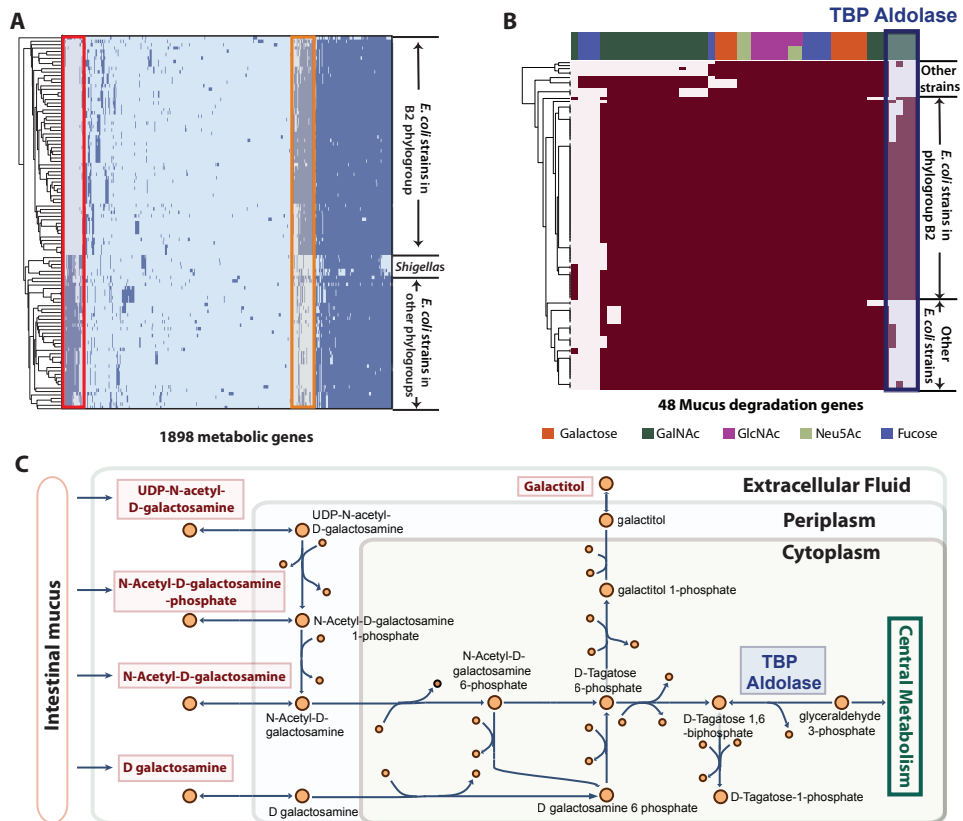 A
E. coli strains in
B2 phylogroup
Shigellas
E. coli strains in
other phylogroups
1898 metabolic genes
B
TBP Aldolase
Other
strains
E. coli strains in
phylogroup B2
Other
E. coli strains
48 Mucus degradation genes
Galactose
GalNAc
GlcNAc
Neu5Ac
Fucose
C
Intestinal mucus
UDP-N-acetyl-
D-galactosamine
N-Acetyl-D-galactosamine
-phosphate
N-Acetyl-D-galactosamine
D galactosamine
Galactitol
Extracellular Fluid
Periplasm
Cytoplasm
UDP-N-acetyl-
D-galactosamine
galactitol
galactitol 1-phosphate
N-Acetyl-D-galactosamine
1-phosphate
N-Acetyl-D-
galactosamine
6-phosphate
D-Tagatose
6-phosphate
TBP
Aldolase
Central Metabolism
N-Acetyl-D-
galactosamine
D-Tagatose 1,6
-biphosphate
glyceraldehyde
3-phosphate
D galactosamine
D galactosamine 6 phosphate
D-Tagatose-1-phosphate